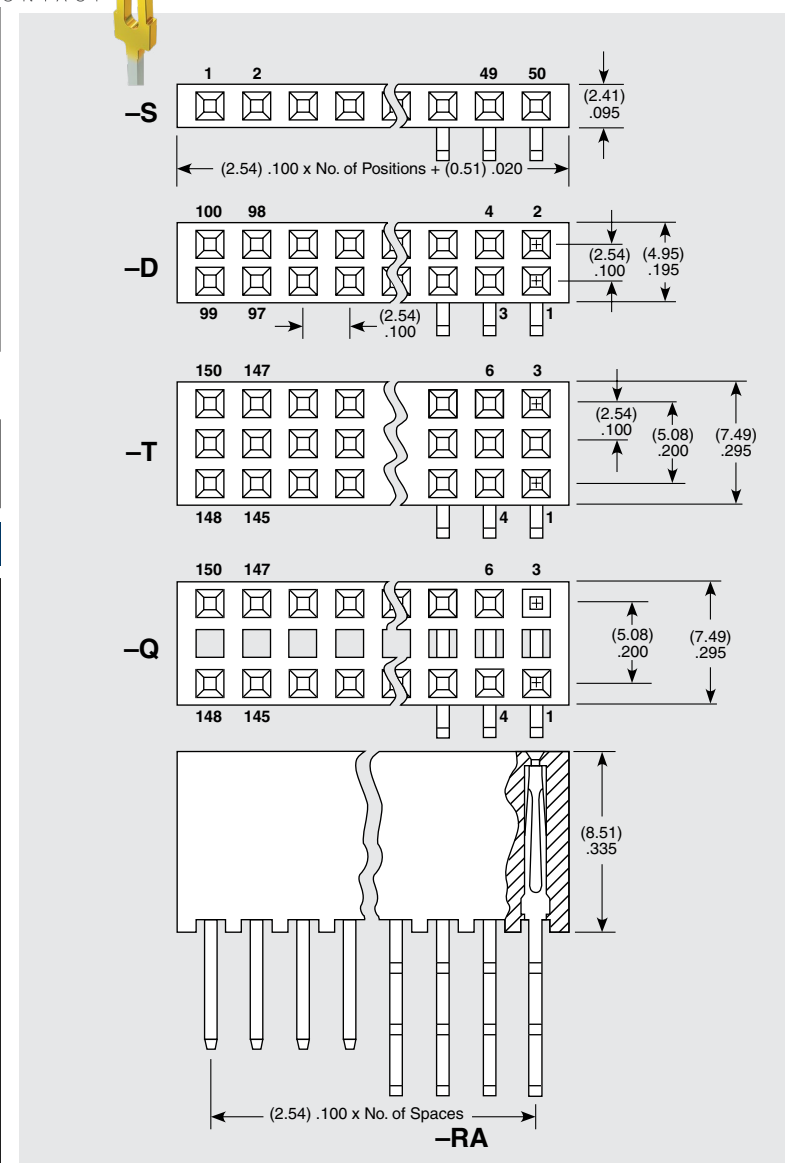 1 2 49 50
–S
(2.41)
.095
(2.54) .100 x No. of Positions + (0.51) .020
100 98 4 2
–D
(2.54)
.100
(4.95)
.195
99 97 3 1
(2.54)
.100
150 147 6 3
–T
(2.54)
.100
(5.08)
.200
(7.49)
.295
148 145 4 1
150 147 6 3
–Q
(5.08)
.200
(7.49)
.295
148 145 4 1
(8.51)
.335
(2.54) .100 x No. of Spaces
–RA